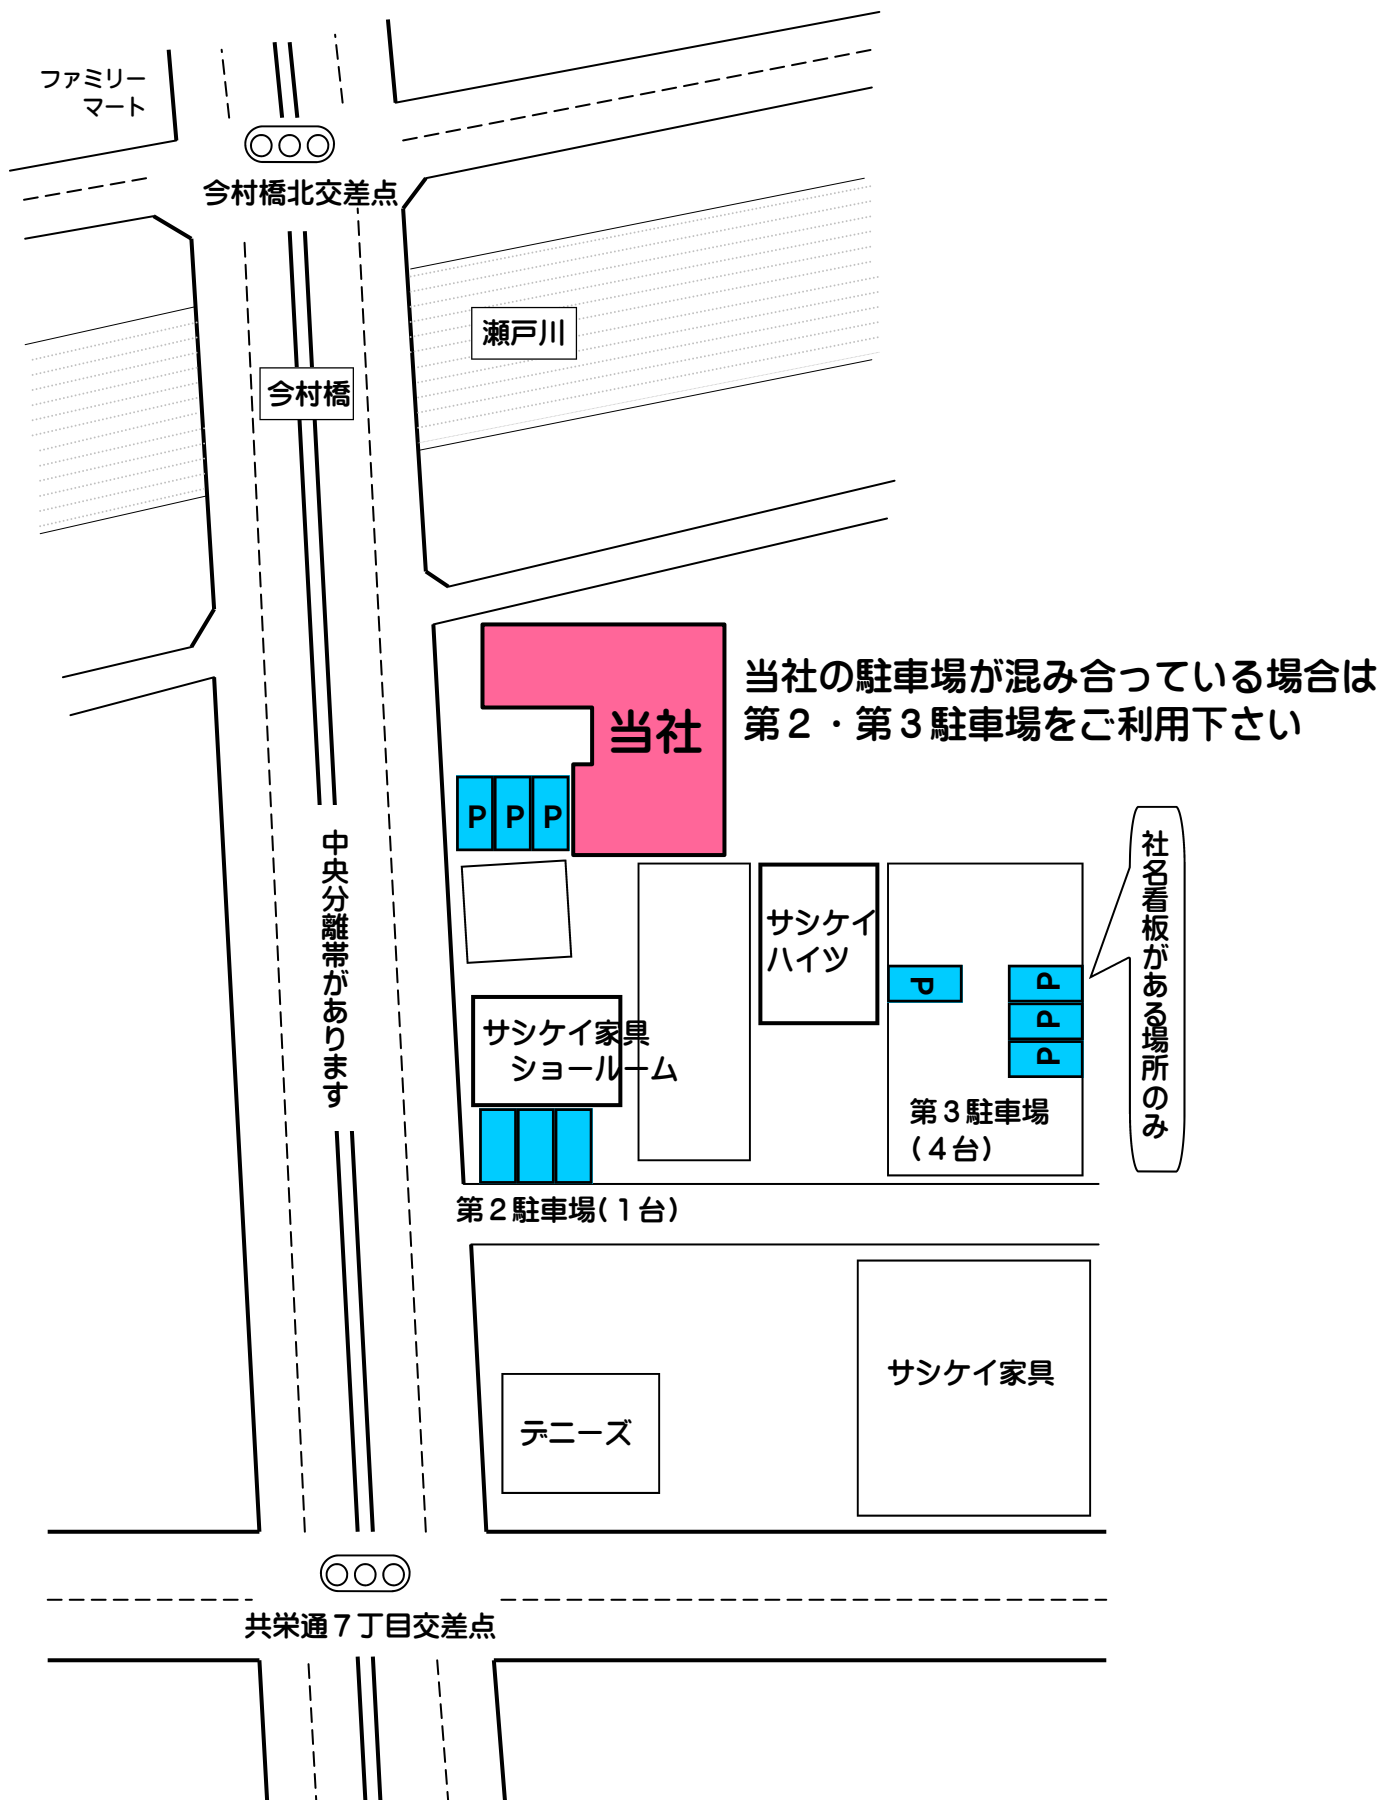 ファミリー
マート
今村橋北交差点
瀬戸川
今村橋
当社の駐車場が混み合っている場合は
第２・第３駐車場をご利用下さい
当社
P P P
中央分離帯があります
社名看板がある場所のみ
サシケイ
ハイツ
P
P
P
P
サシケイ家具
ショールーム
第３駐車場
(４台)
第２駐車場(１台)
サシケイ家具
デニーズ
共栄通７丁目交差点